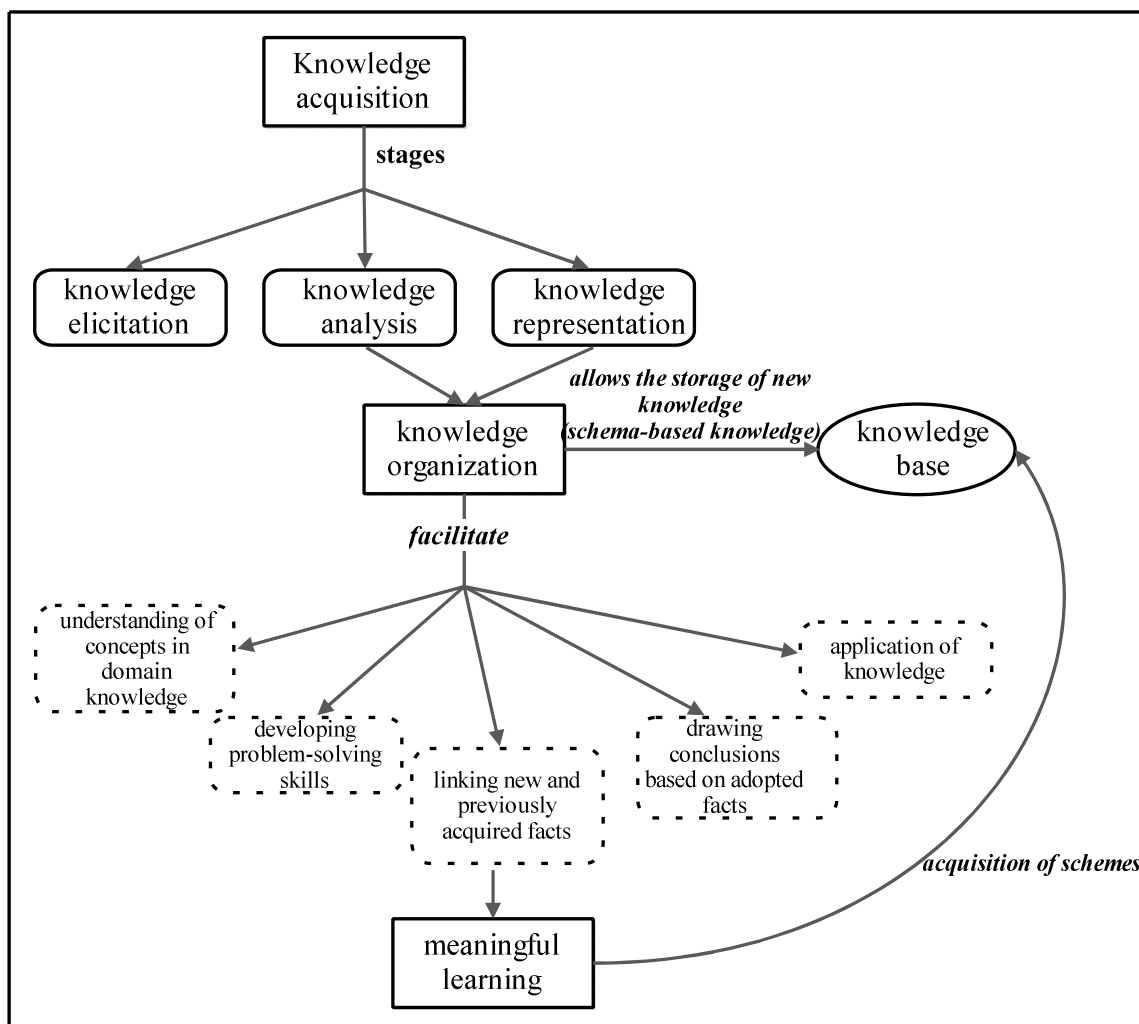 Knowledge
acquisition
stages
knowledge
elicitation
knowledge
analysis
knowledge
representation
allows the storage of new
knowledge
(schema-based knowledge)
knowledge
organization
knowledge
base
facilitate
understanding of
concepts in
domain
knowledge
developing
problem-solving
skills
linking new and
previously
acquired facts
drawing
conclusions
based on adopted
facts
application of
knowledge
acquisition of schemes
meaningful
learning